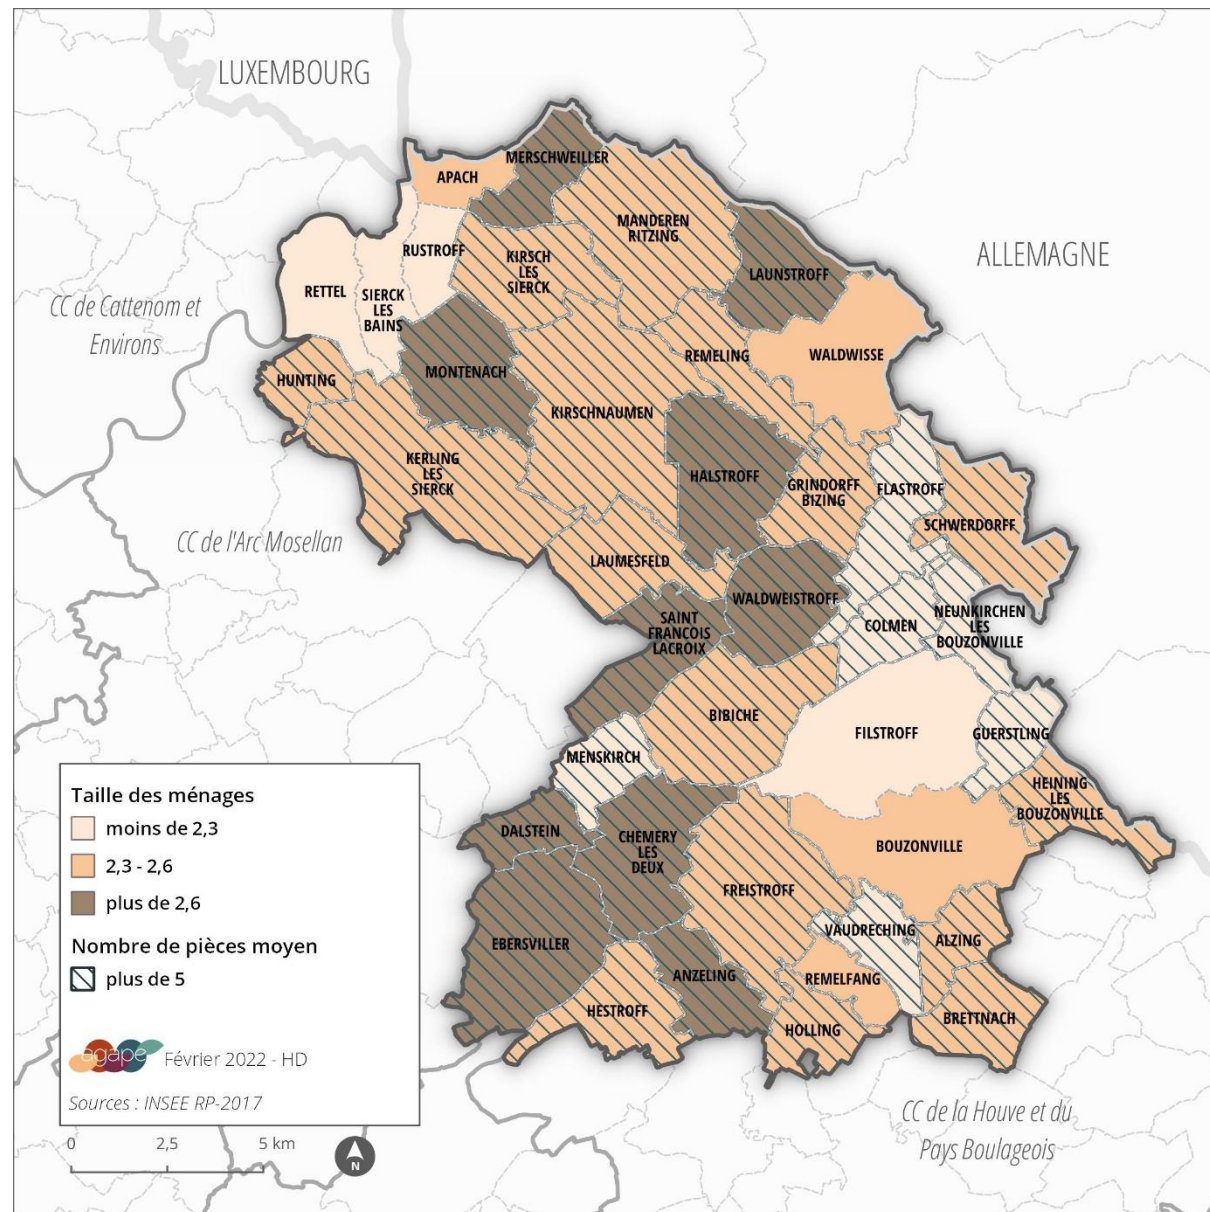 LUXEMBOURG
MERSCHWEILLER
APACH
MANDEREN
RITZING
RUSTROFF
KIRSCH
LES
SIERCK
ALLEMAGNE
LAUNSTROFF
RETTEL
SIERCK
LES
BAINS
CC de Cattenom et
Environs
REMELING
WALDWISSE
MONTENACH
HUNTING
KIRSCHNAUMEN
KERLING
LES
SIERCK
HALSTROFF
GRINDORFF
BIZING
FLASTROFF
SCHWERDORFF
CC de l'Arc Mosellan
LAUMESFELD
WALDWEISTROFF
SAINT
FRANCOIS
LACROIX
COLMEN
NEUNKIRCHEN
LES
BOUZONVILLE
BIBICHE
FILSTROFF
GUERSTLING
MENSKIRCH
HEINING
LES
BOUZONVILLE
DALSTEIN
CHEMERY
LES
DEUX
BOUZONVILLE
FREISTROFF
EBERSVILLER
VAUDRECHING
ALZING
ANZELING
REMELFANG
HESTROFF
HOLLING
BRETTNACH
CC de la Houve et du
Pays Boulageois
Taille des ménages
moins de 2,3
2,3 - 2,6
plus de 2,6
Nombre de pièces moyen
plus de 5
agape Février 2022 - HD
Sources : INSEE RP-2017
0 2,5 5 km
N